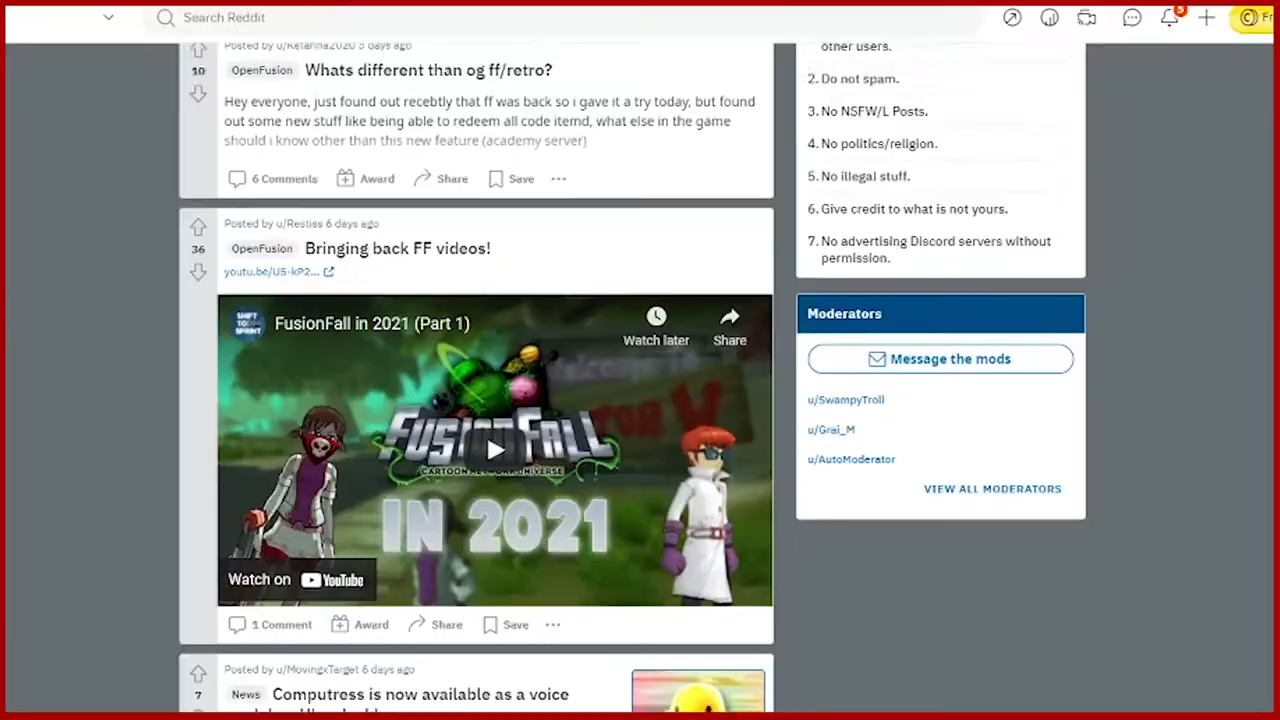 Search Reddit
3
Fr
Posted by u/Katarina2020 5 days ago
10
OpenFusion Whats different than og ff/retro?
Hey everyone, just found out recebtly that ff was back so i gave it a try today, but found
out some new stuff like being able to redeem all code itemd, what else in the game
should i know other than this new feature (academy server)
6 Comments Award Share Save
Posted by u/Restiss 6 days ago
36
OpenFusion Bringing back FF videos!
youtu.be/U5-kP2...
SHIFT
TO
SPRINT
FusionFall in 2021 (Part 1)
Watch later
Share
FUSIONFALL
CARTOON NETWORK UNIVERSE
IN 2021
Watch on YouTube
1 Comment Award Share Save
Posted by u/MovingxTarget 6 days ago
7
News Computress is now available as a voice
other users.
2. Do not spam.
3. No NSFW/L Posts.
4. No politics/religion.
5. No illegal stuff.
6. Give credit to what is not yours.
7. No advertising Discord servers without
permission.
Moderators
Message the mods
u/SwampyTroll
u/Grai_M
u/AutoModerator
VIEW ALL MODERATORS